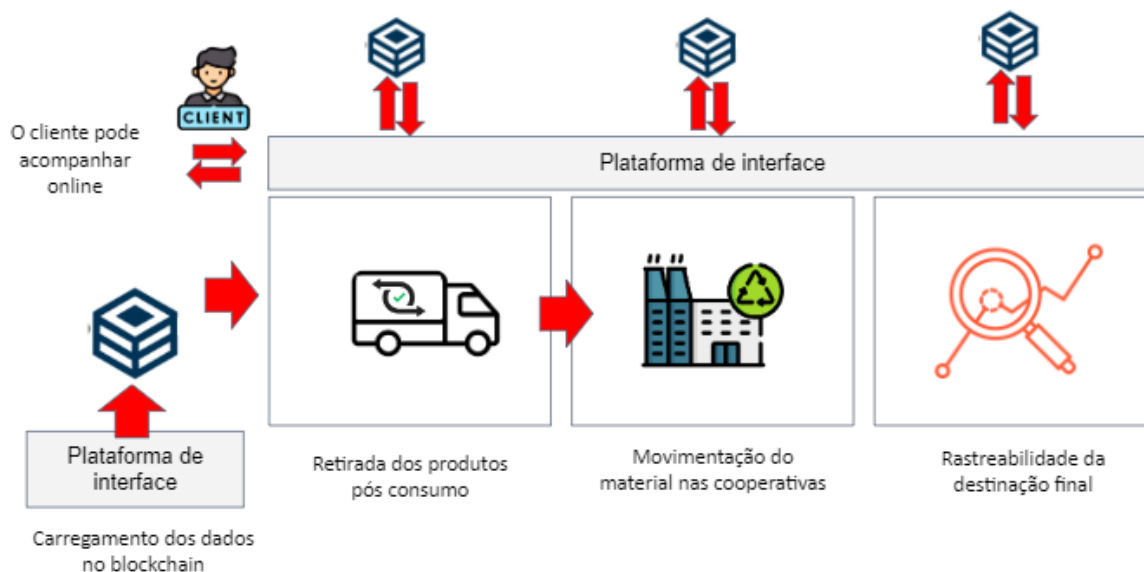 CLIENT
O cliente pode
acompanhar
online
Plataforma de interface
Plataforma de
interface
Carregamento dos dados
no blockchain
Retirada dos produtos
pós consumo
Movimentação do
material nas cooperativas
Rastreabilidade da
destinação final